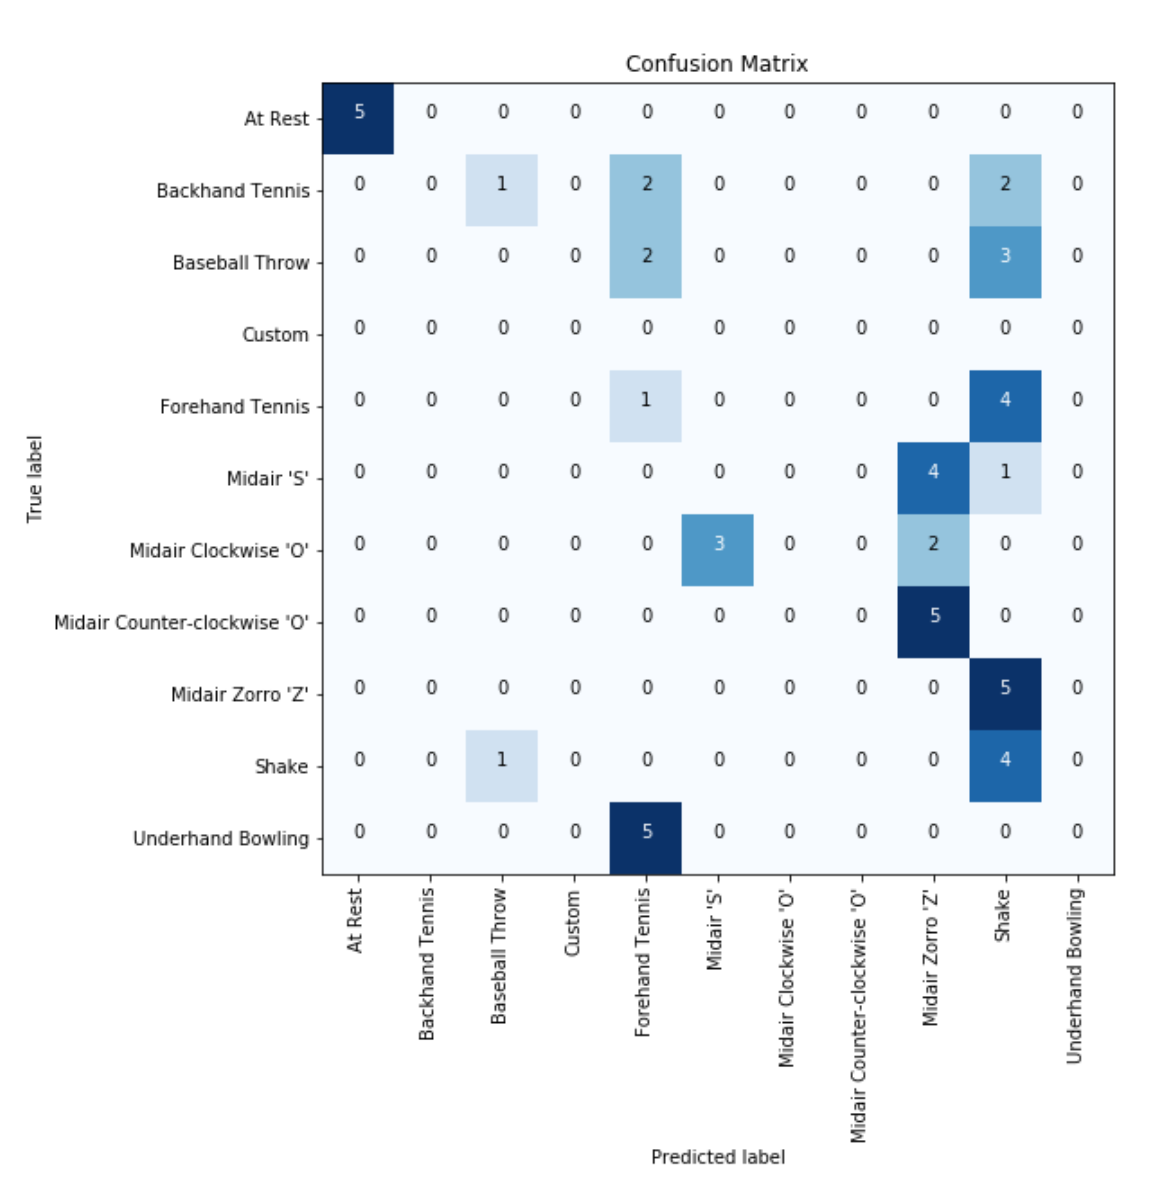 Confusion Matrix
At Rest 5 0 0 0 0 0 0 0 0 0 0
Backhand Tennis 0 0 1 0 2 0 0 0 0 2 0
Baseball Throw 0 0 0 0 2 0 0 0 0 3 0
Custom 0 0 0 0 0 0 0 0 0 0 0
Forehand Tennis 0 0 0 0 1 0 0 0 0 4 0
Midair 'S' 0 0 0 0 0 0 0 0 4 1 0
Midair Clockwise 'O' 0 0 0 0 0 3 0 0 2 0 0
Midair Counter-clockwise 'O' 0 0 0 0 0 0 0 0 5 0 0
Midair Zorro 'Z' 0 0 0 0 0 0 0 0 0 5 0
Shake 0 0 1 0 0 0 0 0 0 4 0
Underhand Bowling 0 0 0 0 5 0 0 0 0 0 0
True label
At Rest
Backhand Tennis
Baseball Throw
Custom
Forehand Tennis
Midair 'S'
Midair Clockwise 'O'
Midair Counter-clockwise 'O'
Midair Zorro 'Z'
Shake
Underhand Bowling
Predicted label